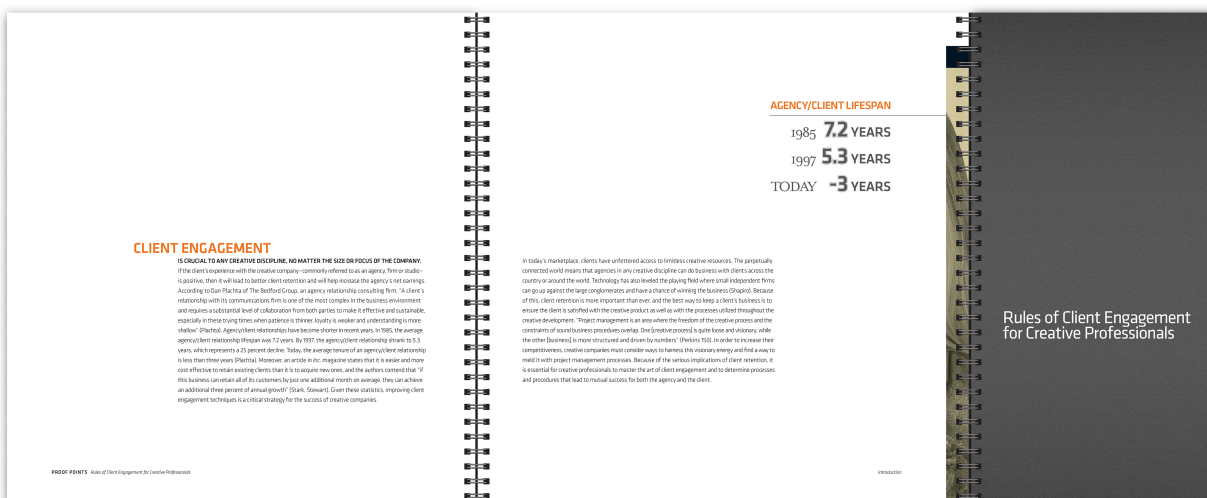 CLIENT ENGAGEMENT
IS CRUCIAL TO ANY CREATIVE DISCIPLINE, NO MATTER THE SIZE OR FOCUS OF THE COMPANY.
If the client's experience with the creative company—commonly referred to as an agency, firm or studio—
is positive, then it will lead to better client retention and will help increase the agency's net earnings.
According to Dan Plachta of The Bedford Group, an agency relationship consulting firm, "A client's
relationship with its communications firm is one of the most complex in the business environment
and requires a substantial level of collaboration from both parties to make it effective and sustainable,
especially in these trying times when patience is thinner, loyalty is weaker and understanding is more
shallow" (Plachta). Agency/client relationships have become shorter in recent years. In 1985, the average
agency/client relationship lifespan was 7.2 years. By 1997, the agency/client relationship shrank to 5.3
years, which represents a 25 percent decline. Today, the average tenure of an agency/client relationship
is less than three years (Plachta). Moreover, an article in inc. magazine states that it is easier and more
cost effective to retain existing clients than it is to acquire new ones, and the authors contend that "if
this business can retain all of its customers by just one additional month on average, they can achieve
an additional three percent of annual growth" (Stark, Stewart). Given these statistics, improving client
engagement techniques is a critical strategy for the success of creative companies.
PROOF POINTS Rules of Client Engagement for Creative Professionals
AGENCY/CLIENT LIFESPAN
1985 7.2 YEARS
1997 5.3 YEARS
TODAY -3 YEARS
In today's marketplace, clients have unfettered access to limitless creative resources. The perpetually
connected world means that agencies in any creative discipline can do business with clients across the
country or around the world. Technology has also leveled the playing field where small independent firms
can go up against the large conglomerates and have a chance of winning the business (Shapiro). Because
of this, client retention is more important than ever, and the best way to keep a client's business is to
ensure the client is satisfied with the creative product as well as with the processes utilized throughout the
creative development. "Project management is an area where the freedom of the creative process and the
constraints of sound business procedures overlap. One [creative process] is quite loose and visionary, while
the other [business] is more structured and driven by numbers" (Perkins 150). In order to increase their
competitiveness, creative companies must consider ways to harness this visionary energy and find a way to
meld it with project management processes. Because of the serious implications of client retention, it
is essential for creative professionals to master the art of client engagement and to determine processes
and procedures that lead to mutual success for both the agency and the client.
Introduction
Rules of Client Engagement
for Creative Professionals